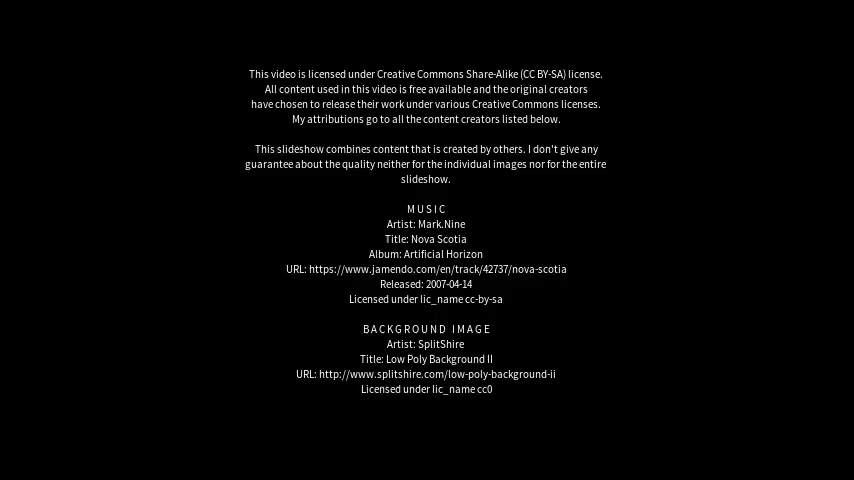 This video is licensed under Creative Commons Share-Alike (CC BY-SA) license.
All content used in this video is free available and the original creators
have chosen to release their work under various Creative Commons licenses.
My attributions go to all the content creators listed below.
This slideshow combines content that is created by others. I don't give any
guarantee about the quality neither for the individual images nor for the entire
slideshow.
MUSIC
Artist: Mark.Nine
Title: Nova Scotia
Album: Artificial Horizon
URL: https://www.jamendo.com/en/track/42737/nova-scotia
Released: 2007-04-14
Licensed under lic_name cc-by-sa
BACKGROUND IMAGE
Artist: SplitShire
Title: Low Poly Background II
URL: http://www.splitshire.com/low-poly-background-ii
Licensed under lic_name cc0